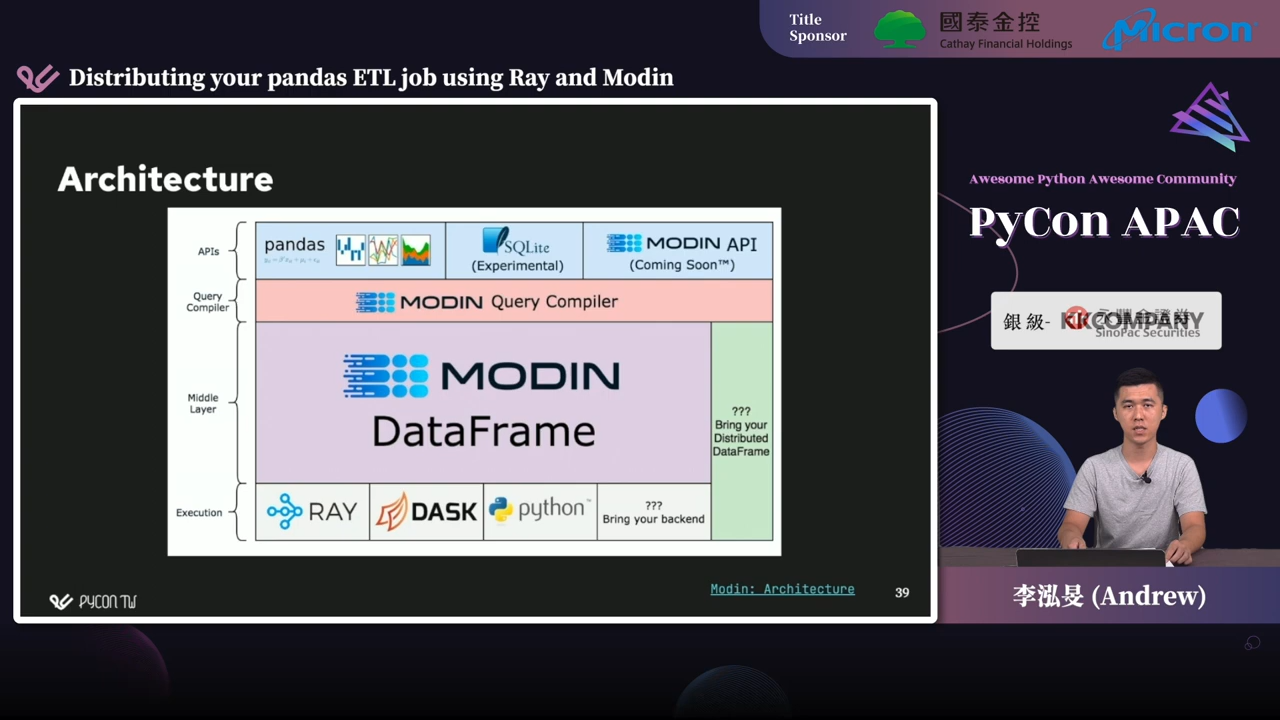 Title
Sponsor
國泰金控
Cathay Financial Holdings
Micron
Distributing your pandas ETL job using Ray and Modin
Architecture
APIs
pandas
SQLite
(Experimental)
MODIN API
(Coming Soon™)
Query
Compiler
MODIN Query Compiler
Middle
Layer
MODIN
DataFrame
???
Bring your
Distributed
DataFrame
Execution
RAY
DASK
python™
???
Bring your backend
PYCON TW
Modin: Architecture
39
Awesome Python Awesome Community
PyCon APAC
銀級-
KKCOMPANY
SinoPac Securities
李泓旻 (Andrew)